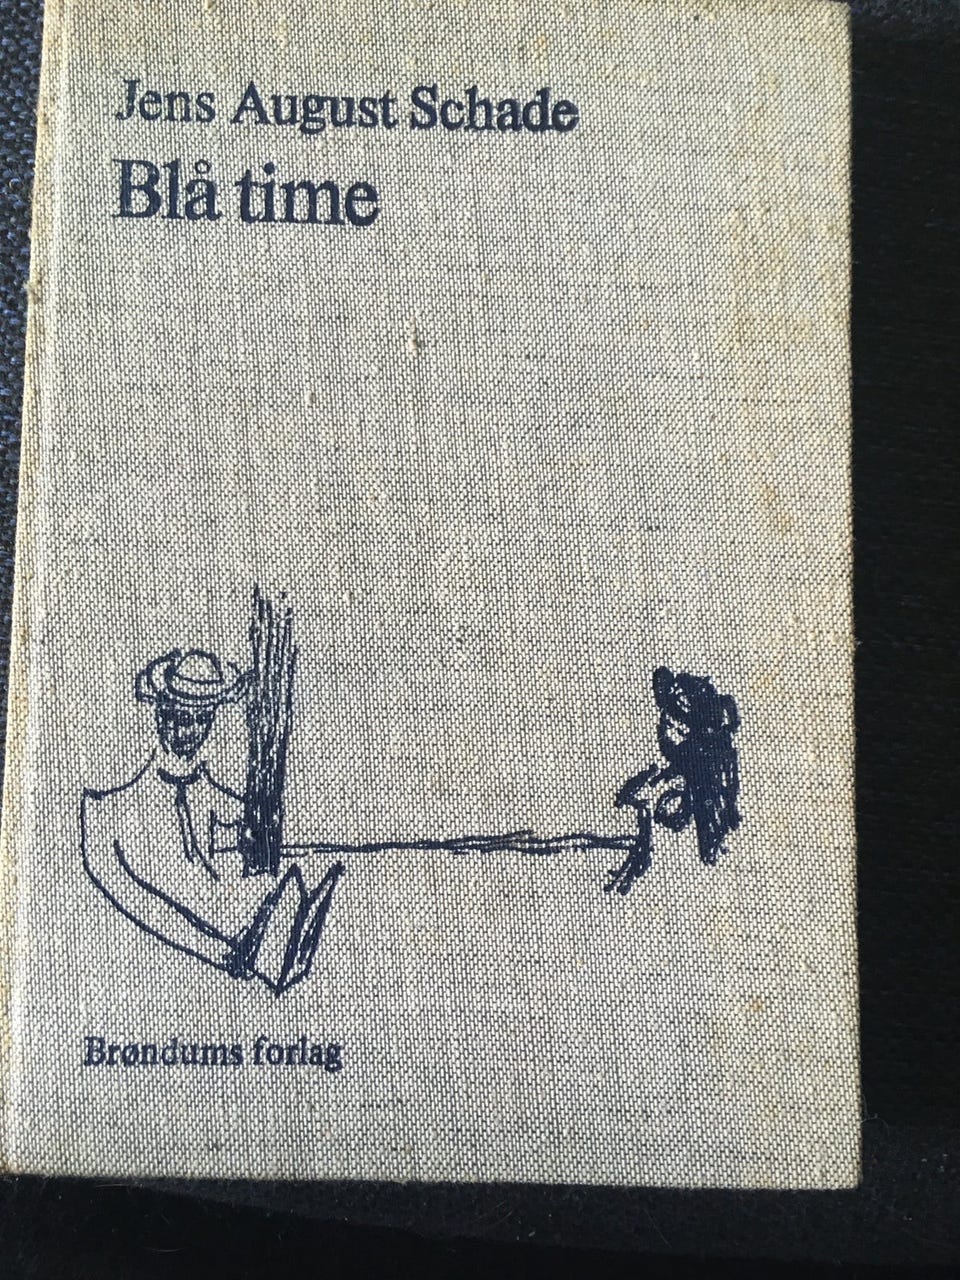 Jens August Schade
Blå time
Brøndums forlag